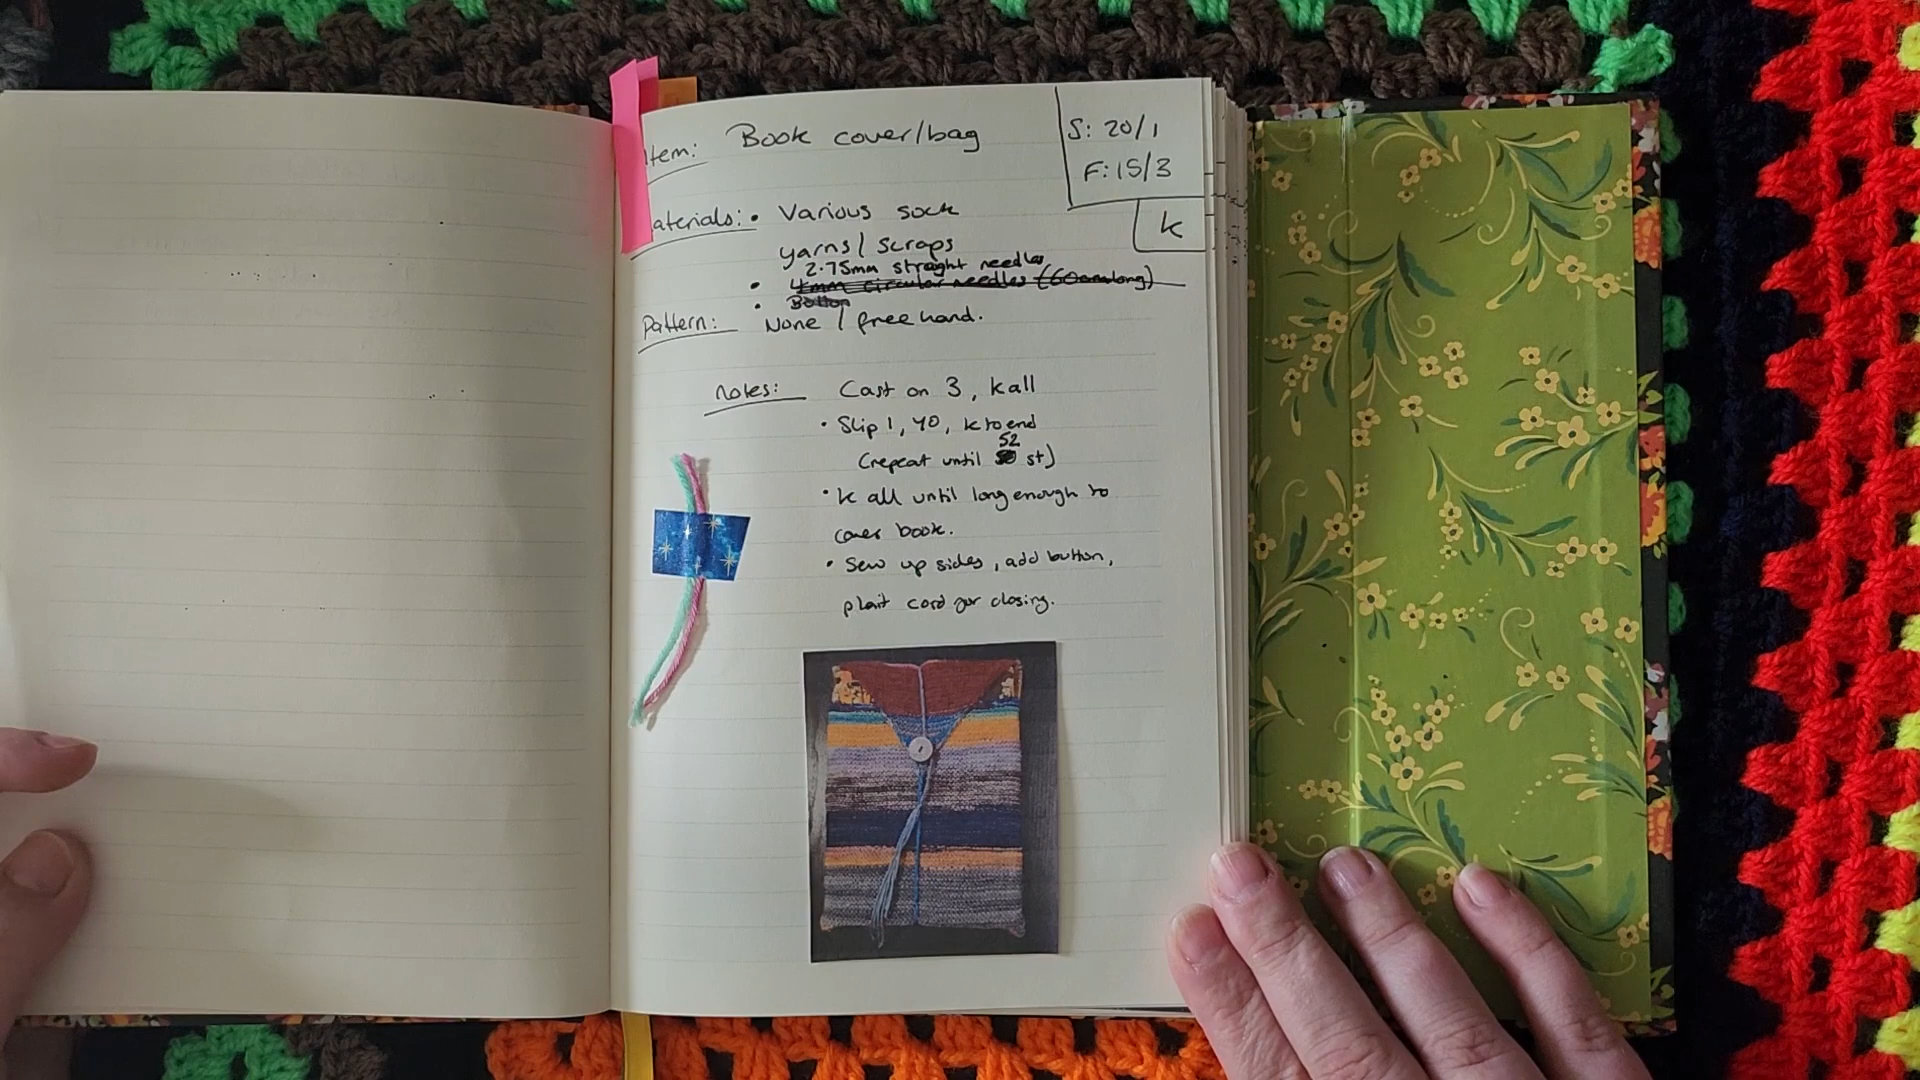 Item: Book cover/bag
S: 20/1
F: 15/3
K
aterials: • Various sock
yarns / scraps
2.75mm straight needles
• 4mm circular needles (60cm long)
• Button
Pattern: None / free hand.
Notes: Cast on 3, k all
• Slip 1, YO, k to end
52
(repeat until st)
• k all until long enough to
cover book.
• Sew up sides, add button,
plait cord for closing.